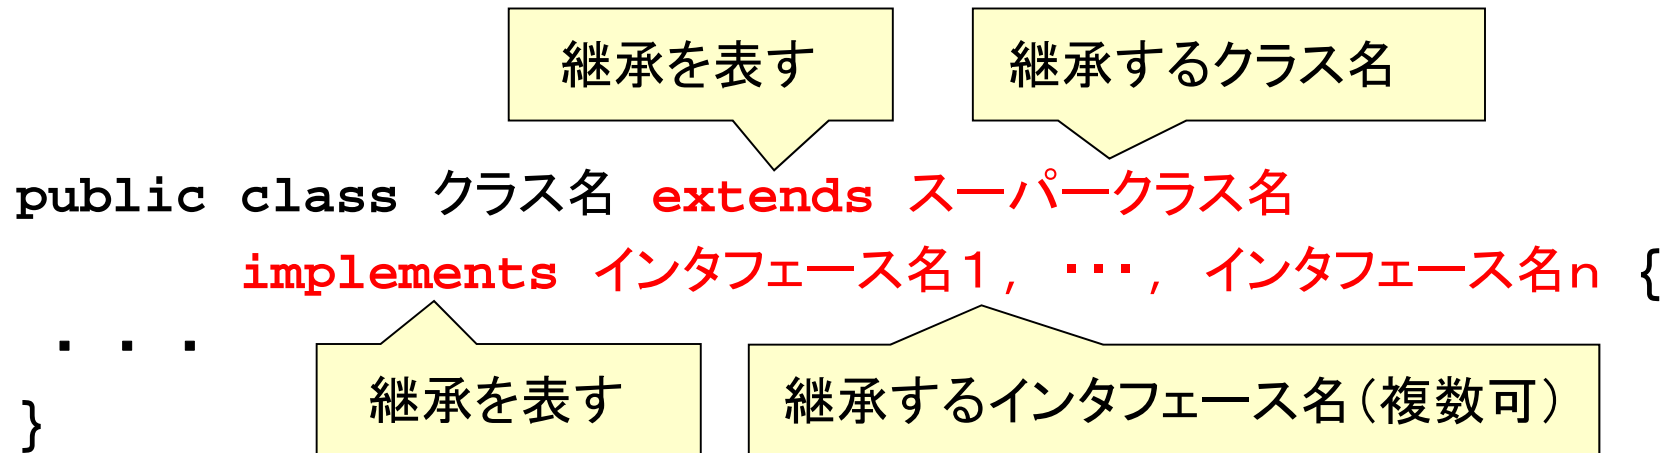 継承を表す
継承するクラス名
public class クラス名 extends スーパークラス名
implements インタフェース名1, ・・・, インタフェース名n {
・・・
継承を表す
継承するインタフェース名(複数可)
}